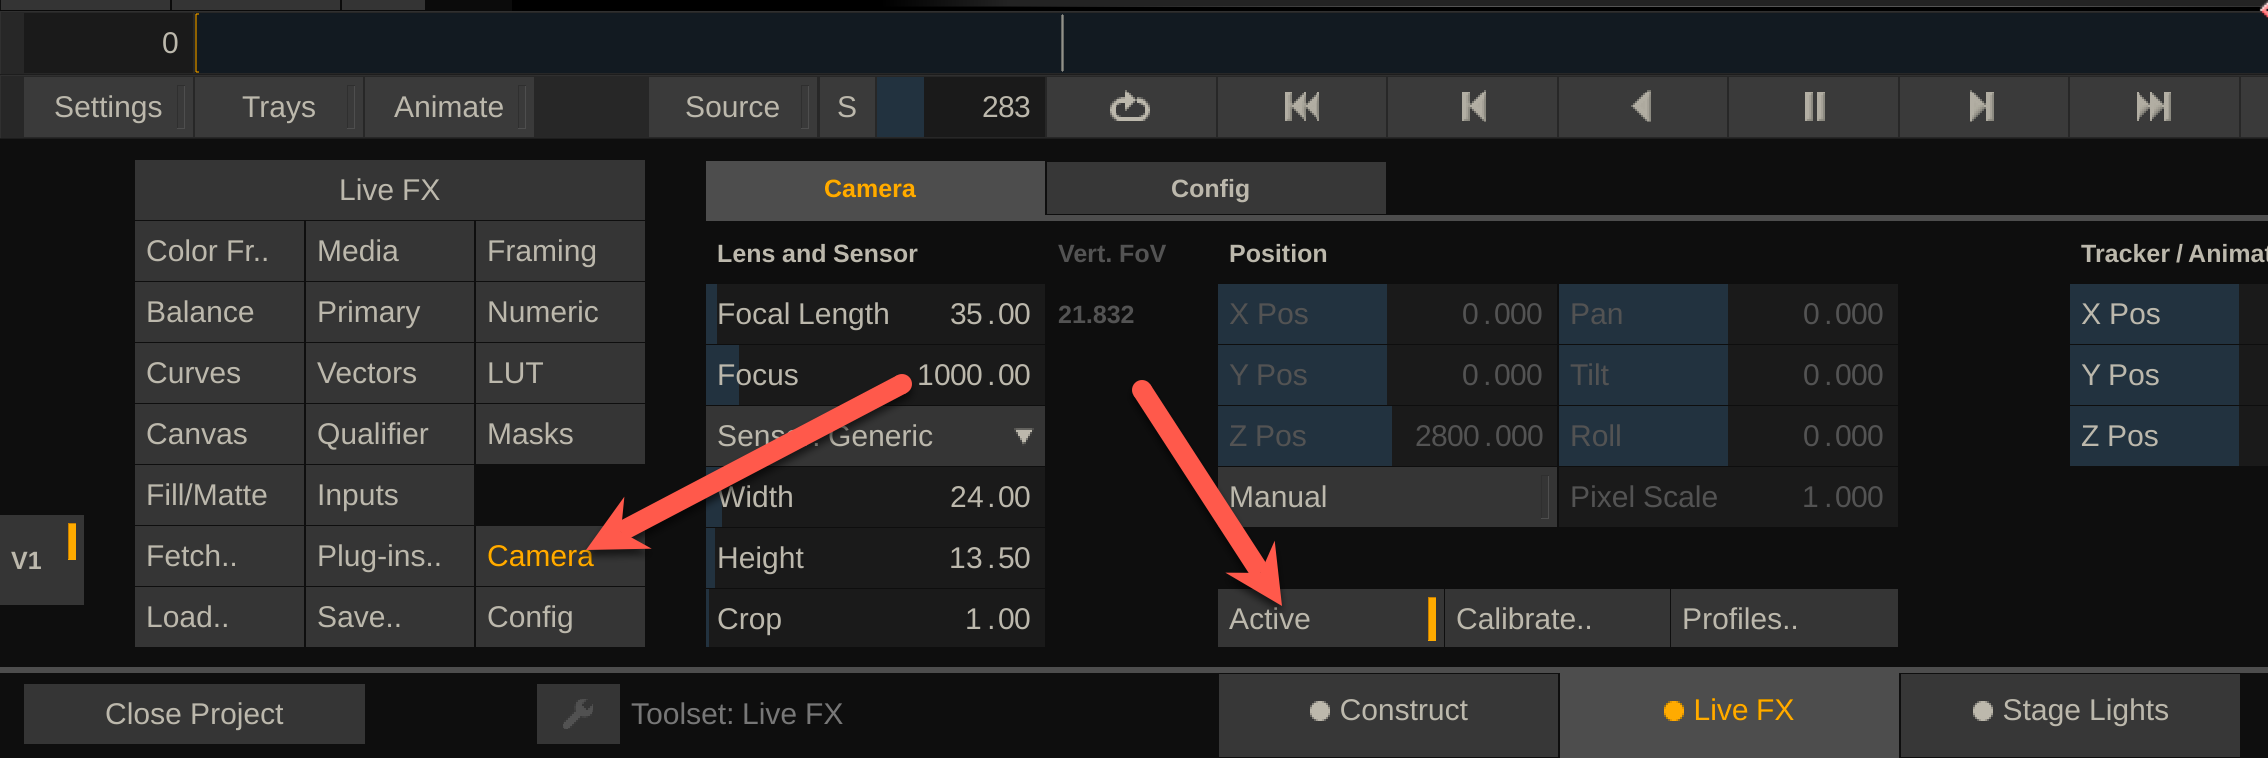 0
Settings Trays Animate Source S 283
Live FX
Camera Config
Color Fr.. Media Framing
Lens and Sensor Vert. FoV Position Tracker / Animat
Balance Primary Numeric
Focal Length 35.00 21.832 X Pos 0.000 Pan 0.000 X Pos
Curves Vectors LUT
Focus 1000.00 Y Pos 0.000 Tilt 0.000 Y Pos
Canvas Qualifier Masks
Generic Z Pos 2800.000 Roll 0.000 Z Pos
Fill/Matte Inputs
Width 24.00 Manual Pixel Scale 1.000
V1
Fetch.. Plug-ins.. Camera
Height 13.50
Load.. Save.. Config
Crop 1.00 Active Calibrate.. Profiles..
Close Project Toolset: Live FX Construct Live FX Stage Lights